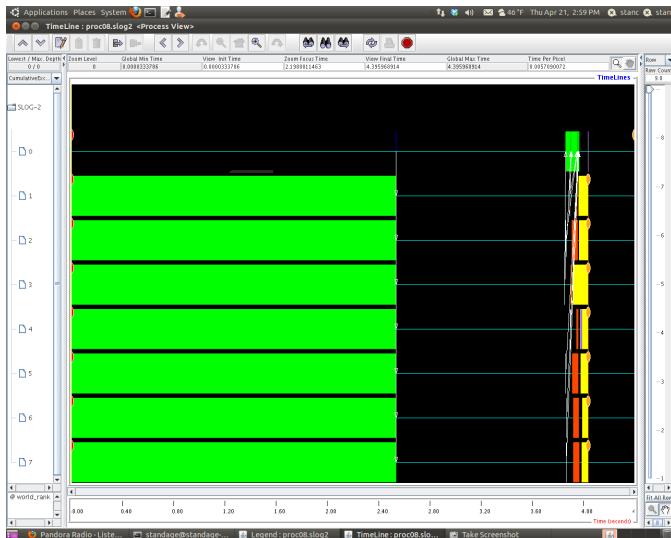 Applications Places System 46°F Thu Apr 21, 2:59 PM stanc stan
TimeLine : proc08.slog2 <Process View>
Lowest / Max. Depth Zoom Level Global Min Time View Init Time Zoom Focus Time View Final Time Global Max Time Time Per Pixel Row
0/0 0 0.0000333706 0.0000333706 2.1980011463 4.395968914 4.395968914 0.0057090072 Row Count
CumulativeExc... TimeLines 9.0
SLOG-2
0
1
2
3
4
5
6
7
8
7
6
5
4
3
2
1
@ world_rank Fit All Row
0.00 0.40 0.80 1.20 1.60 2.00 2.40 2.80 3.20 3.60 4.00 4
Time (seconds)
Pandora Radio - Liste... standage@standage-... Legend : proc08.slog2 TimeLine : proc08.slo... Take Screenshot